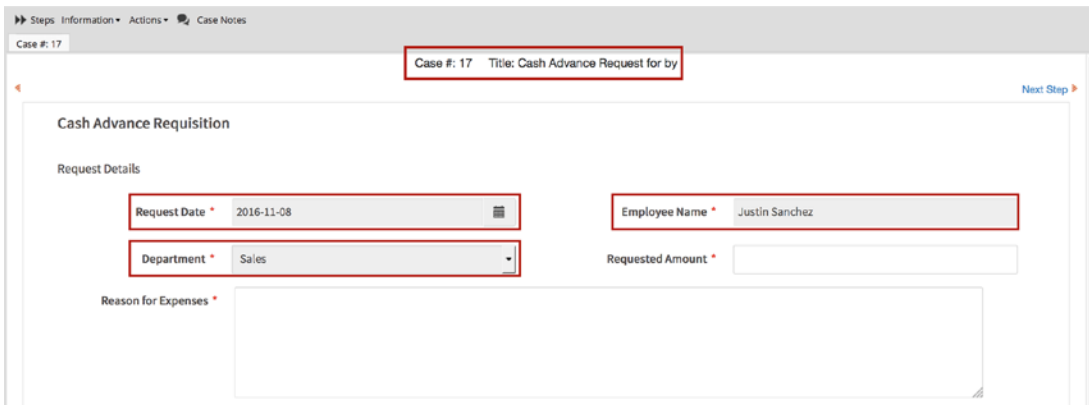 Steps Information Actions Case Notes
Case #: 17
Case #: 17 Title: Cash Advance Request for by
Next Step
Cash Advance Requisition
Request Details
Request Date * 2016-11-08 Employee Name * Justin Sanchez
Department * Sales Requested Amount *
Reason for Expenses *